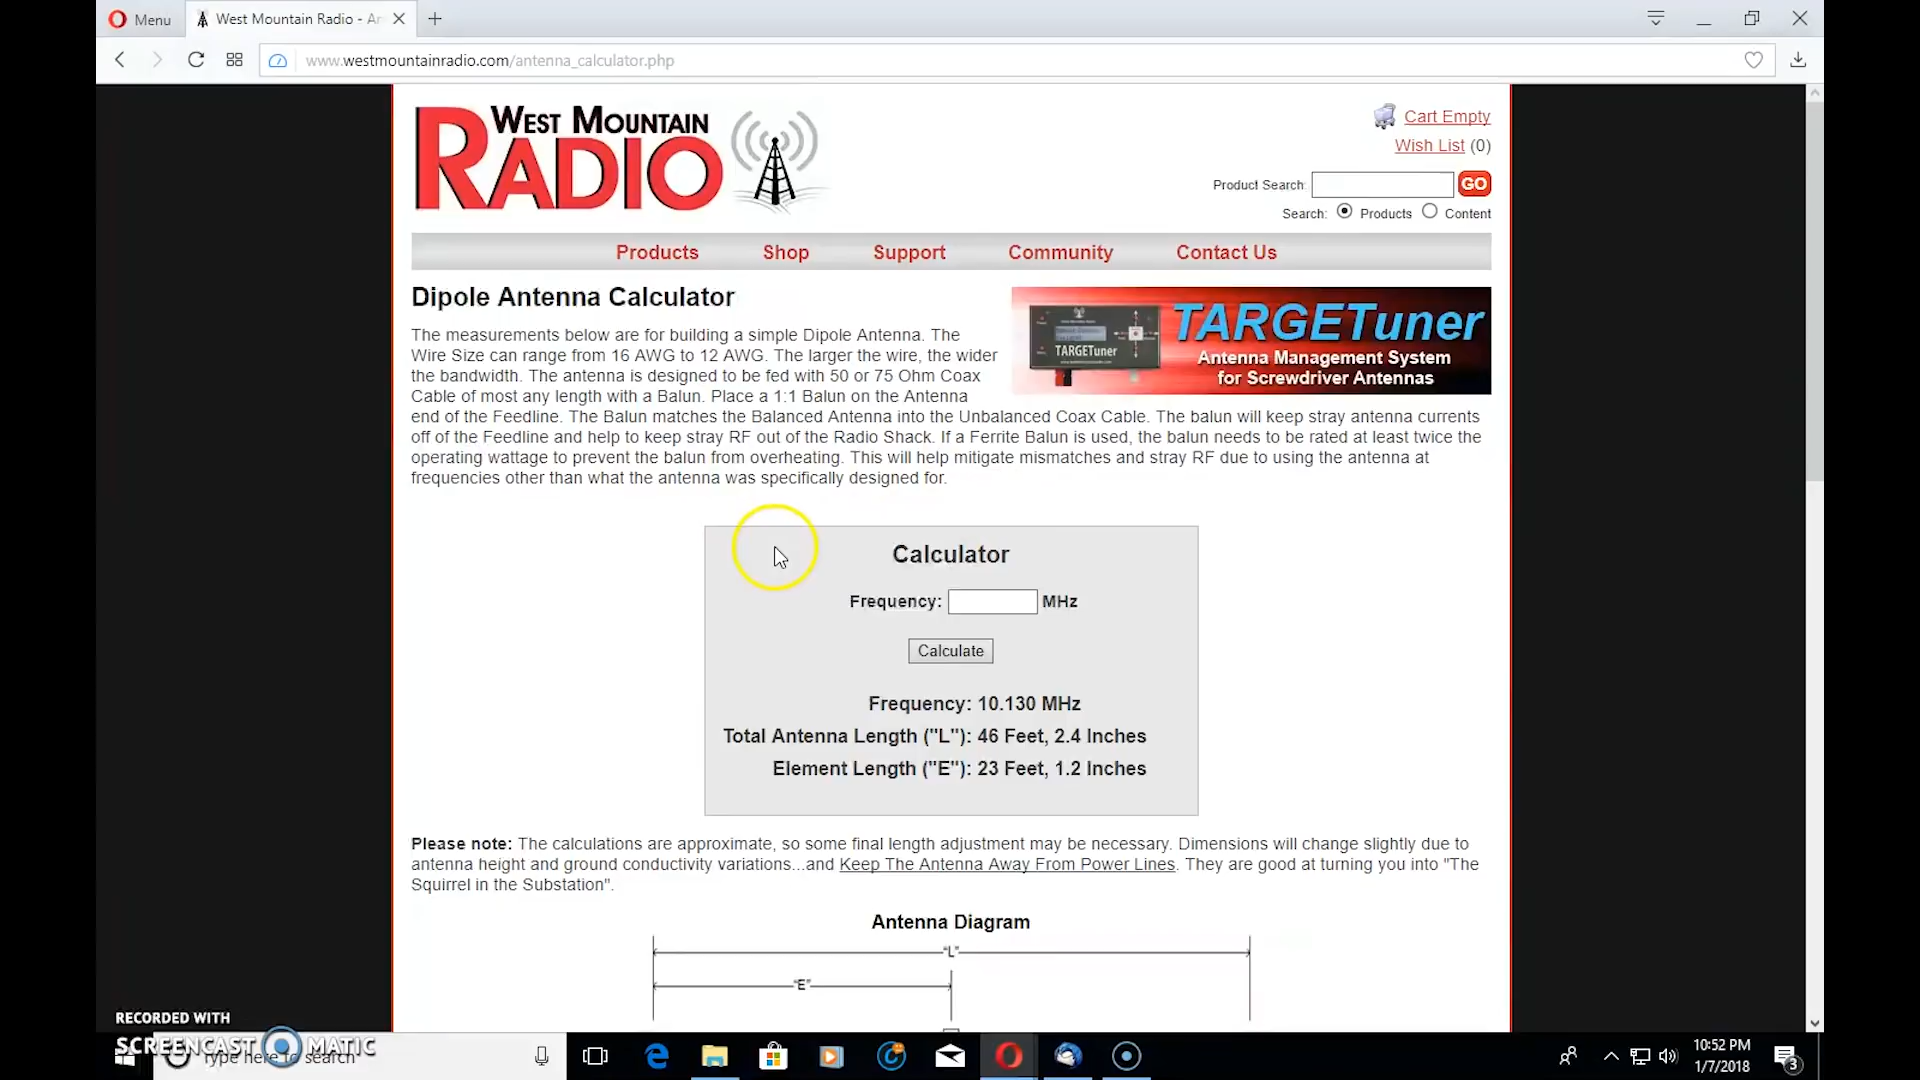 Menu
West Mountain Radio - An
www.westmountainradio.com/antenna_calculator.php
WEST MOUNTAIN
RADIO
Cart Empty
Wish List (0)
Product Search:
GO
Search: Products Content
Products Shop Support Community Contact Us
Dipole Antenna Calculator
TARGETuner
Antenna Management System
for Screwdriver Antennas
TARGETuner
The measurements below are for building a simple Dipole Antenna. The
Wire Size can range from 16 AWG to 12 AWG. The larger the wire, the wider
the bandwidth. The antenna is designed to be fed with 50 or 75 Ohm Coax
Cable of most any length with a Balun. Place a 1:1 Balun on the Antenna
end of the Feedline. The Balun matches the Balanced Antenna into the Unbalanced Coax Cable. The balun will keep stray antenna currents
off of the Feedline and help to keep stray RF out of the Radio Shack. If a Ferrite Balun is used, the balun needs to be rated at least twice the
operating wattage to prevent the balun from overheating. This will help mitigate mismatches and stray RF due to using the antenna at
frequencies other than what the antenna was specifically designed for.
Calculator
Frequency: MHz
Calculate
Frequency: 10.130 MHz
Total Antenna Length ("L"): 46 Feet, 2.4 Inches
Element Length ("E"): 23 Feet, 1.2 Inches
Please note: The calculations are approximate, so some final length adjustment may be necessary. Dimensions will change slightly due to
antenna height and ground conductivity variations...and Keep The Antenna Away From Power Lines. They are good at turning you into "The
Squirrel in the Substation".
Antenna Diagram
"L"
"E"
RECORDED WITH
SCREENCAST MATIC
Type here to search
10:52 PM
1/7/2018
3